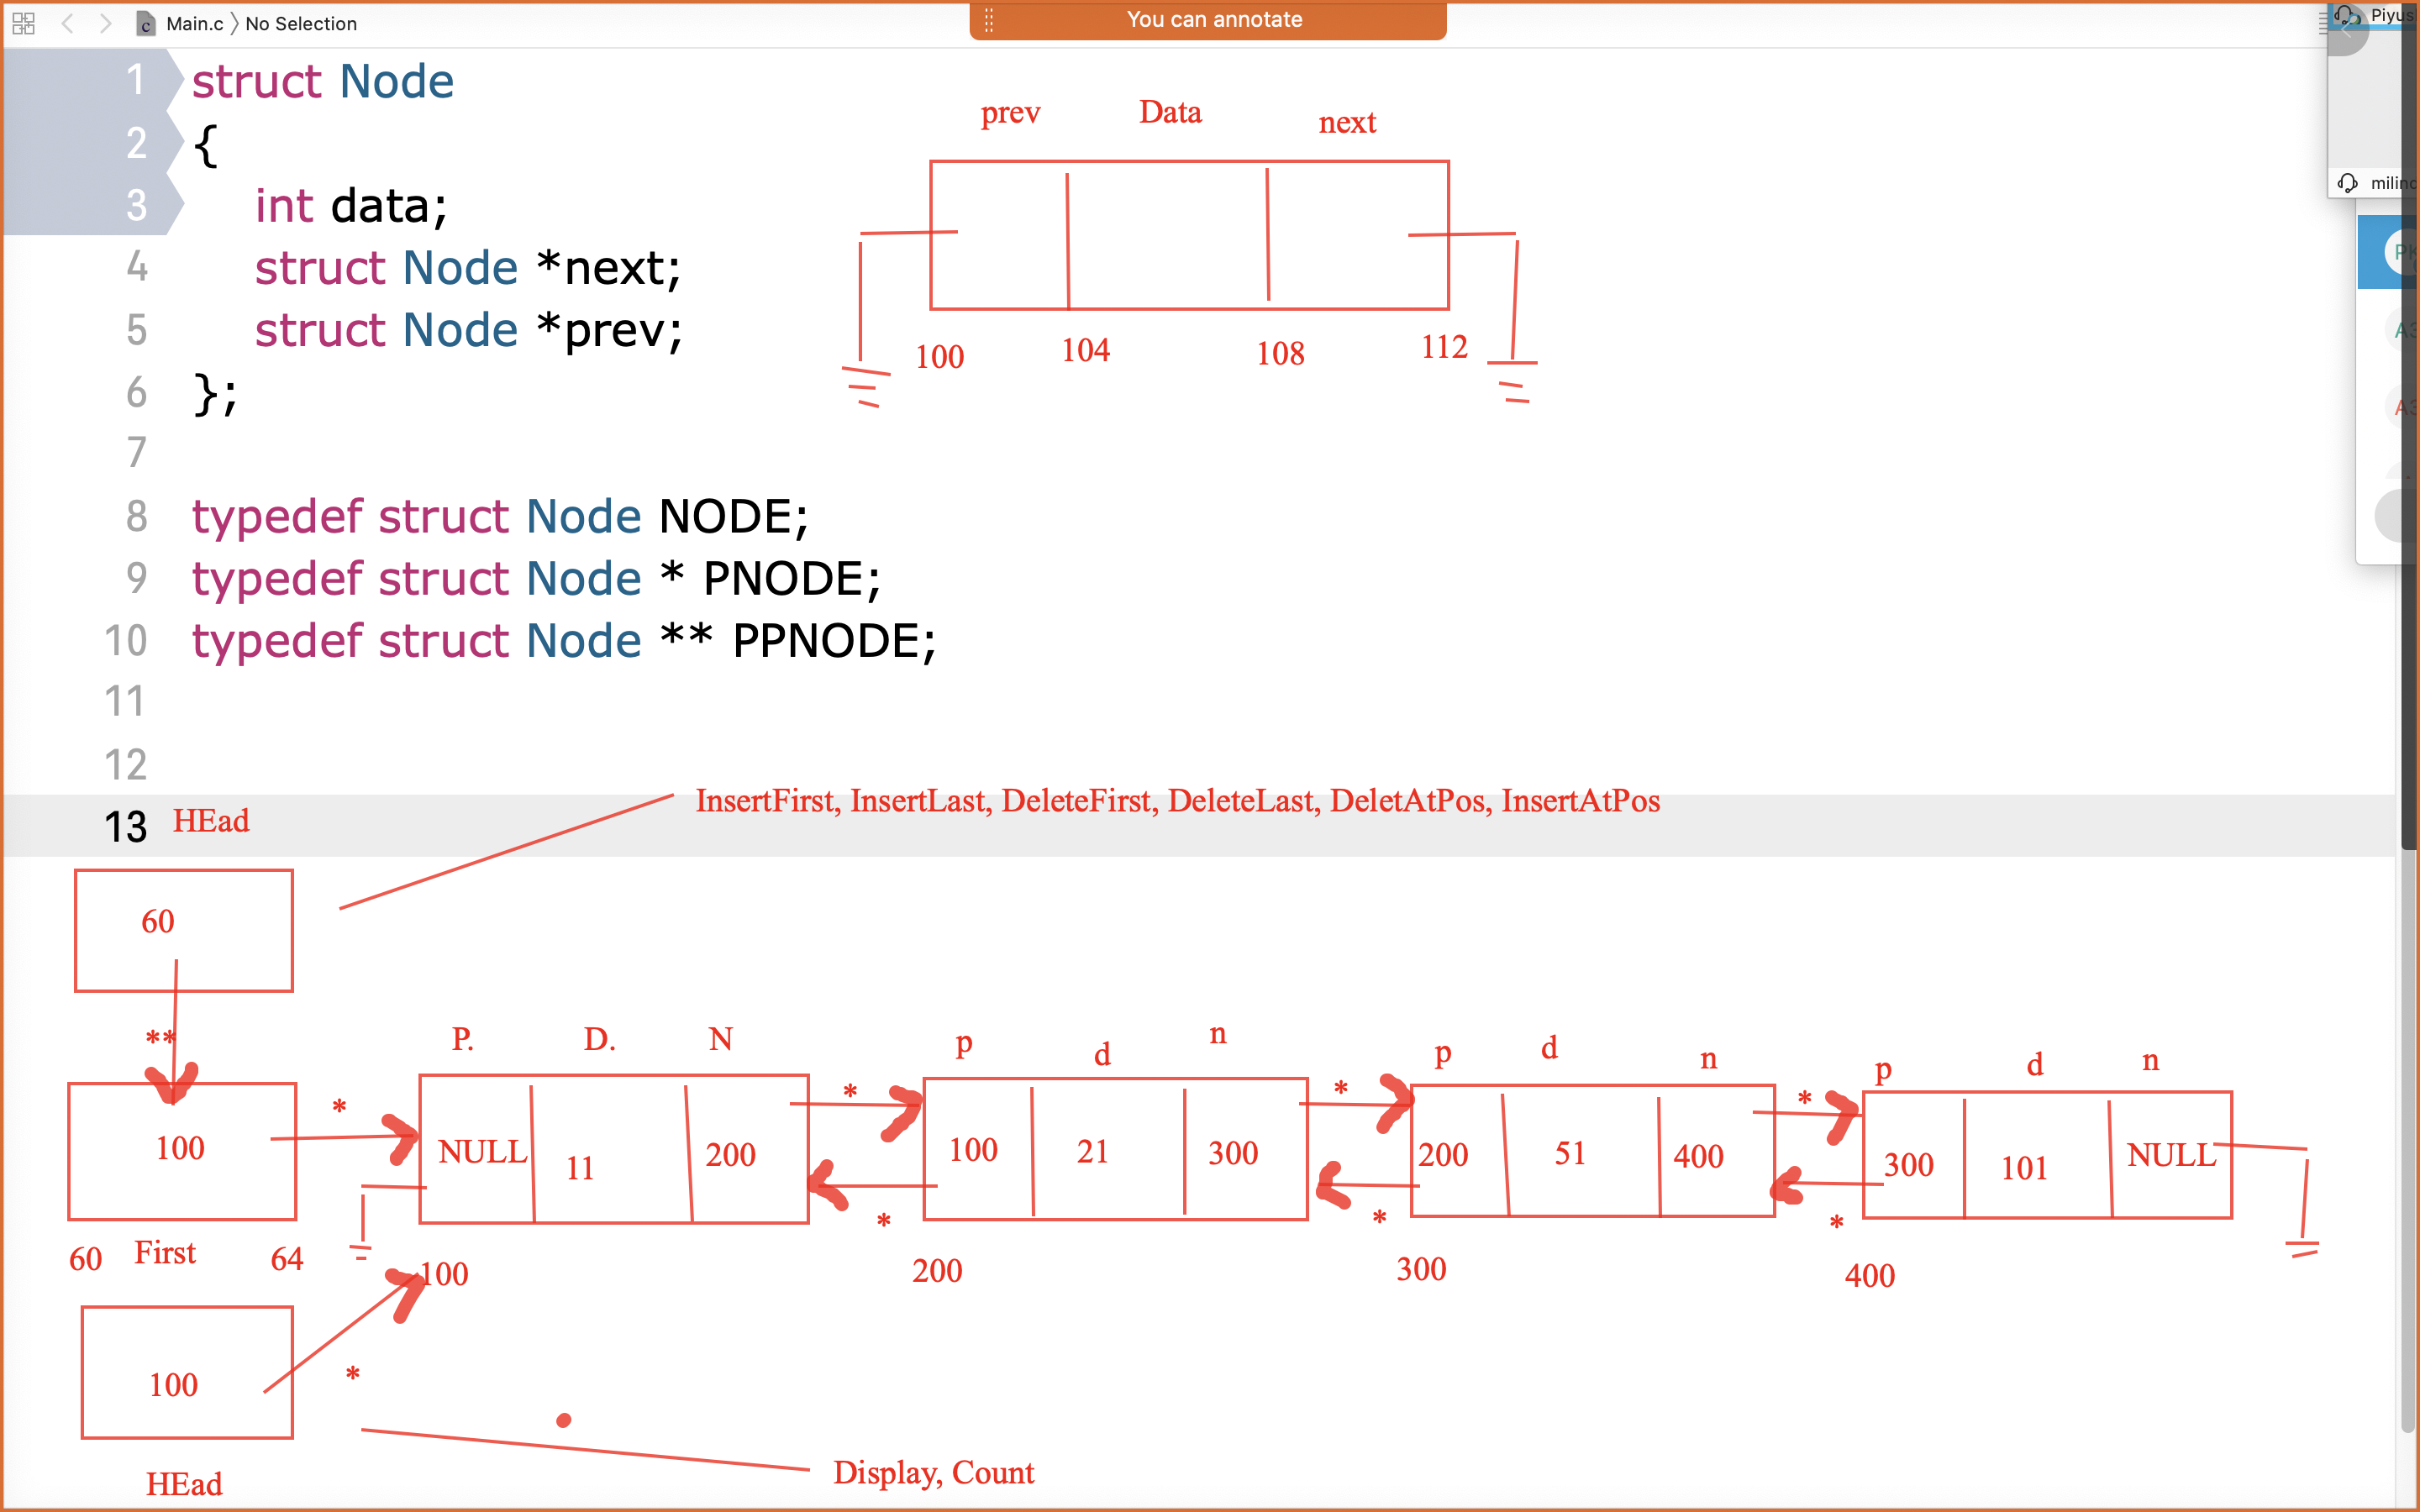 Main.c 〉 No Selection
You can annotate
1 struct Node
2 {
3 int data;
4 struct Node *next;
5 struct Node *prev;
6 };
7
8 typedef struct Node NODE;
9 typedef struct Node * PNODE;
10 typedef struct Node ** PPNODE;
11
12
13
prev Data next
100 104 108 112
HEad
InsertFirst, InsertLast, DeleteFirst, DeleteLast, DeletAtPos, InsertAtPos
60
**
P. D. N p d n p d n p d n
* * * *
100 NULL 11 200 100 21 300 200 51 400 300 101 NULL
* * *
60 First 64 100 200 300 400
100
*
HEad
Display, Count